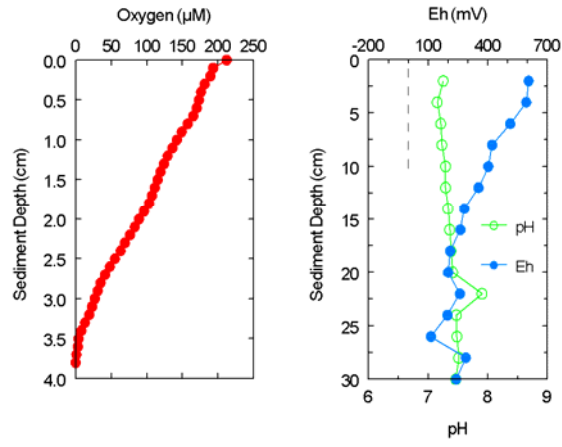 Oxygen (µM)
0 50 100 150 200 250
0.0
0.5
1.0
1.5
2.0
2.5
3.0
3.5
4.0
Sediment Depth (cm)
Eh (mV)
-200 100 400 700
0
5
10
15
20
25
30
Sediment Depth (cm)
pH
Eh
6 7 8 9
pH